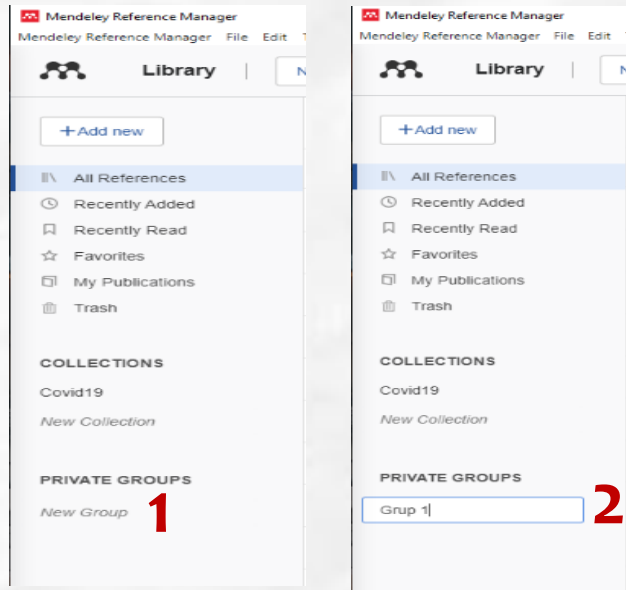 Mendeley Reference Manager
Mendeley Reference Manager File Edit
Library | N
+Add new
All References
Recently Added
Recently Read
Favorites
My Publications
Trash
COLLECTIONS
Covid19
New Collection
PRIVATE GROUPS
New Group 1
Mendeley Reference Manager
Mendeley Reference Manager File Edit
Library |
+Add new
All References
Recently Added
Recently Read
Favorites
My Publications
Trash
COLLECTIONS
Covid19
New Collection
PRIVATE GROUPS
Grup 1 2